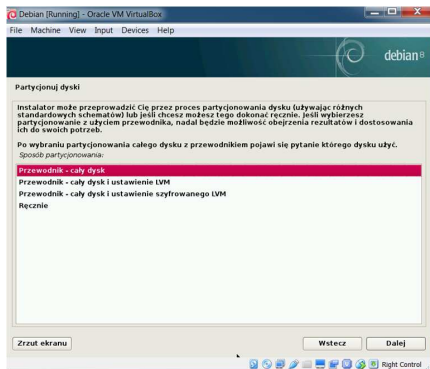 Debian [Running] - Oracle VM VirtualBox
File Machine View Input Devices Help
debian 8
Partycjonuj dyski
Instalator może przeprowadzić Cię przez proces partycjonowania dysku (używając różnych
standardowych schematów) lub jeśli chcesz możesz tego dokonać ręcznie. Jeśli wybierzesz
partycjonowanie z użyciem przewodnika, nadal będzie możliwość obejrzenia rezultatów i dostosowania
ich do swoich potrzeb.
Po wybraniu partycjonowania całego dysku z przewodnikiem pojawi się pytanie którego dysku użyć.
Sposób partycjonowania:
Przewodnik - cały dysk
Przewodnik - cały dysk i ustawienie LVM
Przewodnik - cały dysk i ustawienie szyfrowanego LVM
Ręcznie
Zrzut ekranu
Wstecz
Dalej
Right Control